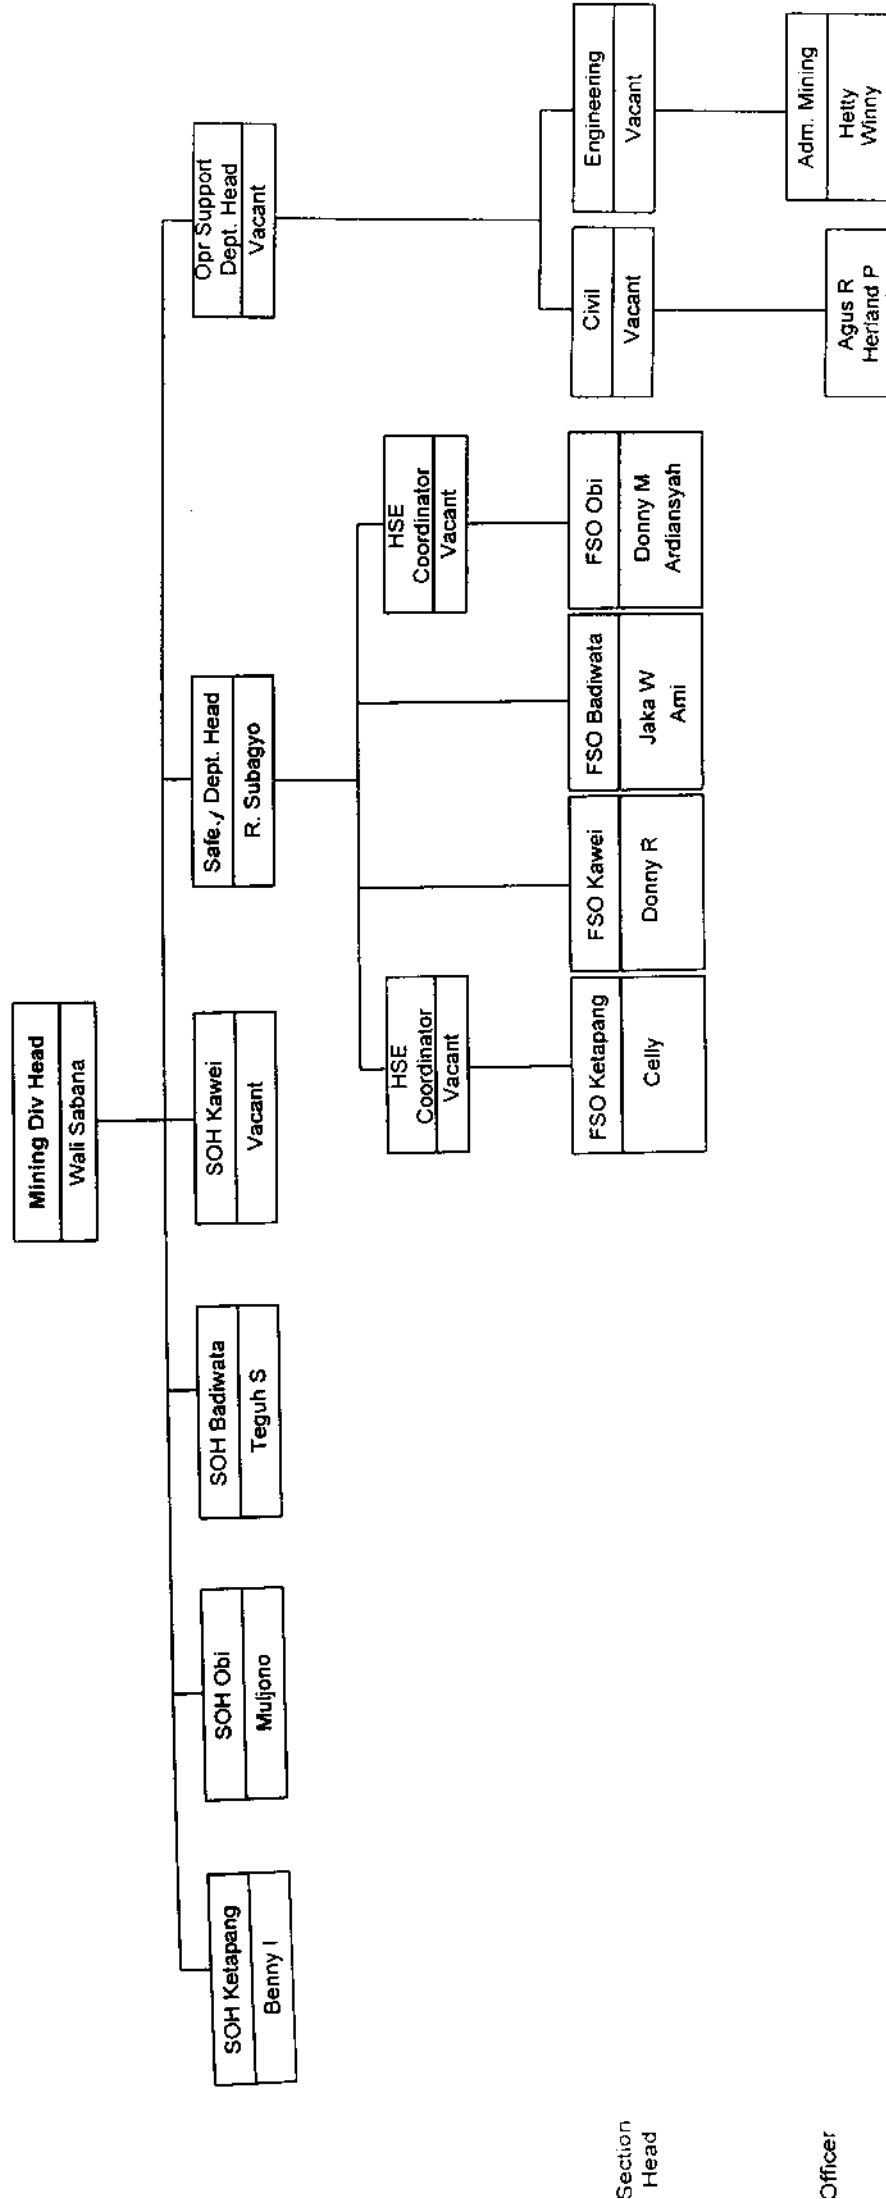 Mining Div Head
Wali Sabana
SOH Ketapang
Benny I
SOH Obi
Muljono
SOH Badiwata
Teguh S
SOH Kawei
Vacant
Safe./ Dept. Head
R. Subagyo
Opr Support
Dept. Head
Vacant
HSE
Coordinator
Vacant
HSE
Coordinator
Vacant
Section
Head
FSO Ketapang
Celly
FSO Kawei
Donny R
FSO Badiwata
Jaka W
Ami
FSO Obi
Donny M
Ardiansyah
Civil
Vacant
Engineering
Vacant
Officer
Agus R
Herland P
Adm. Mining
Hetty
Winny